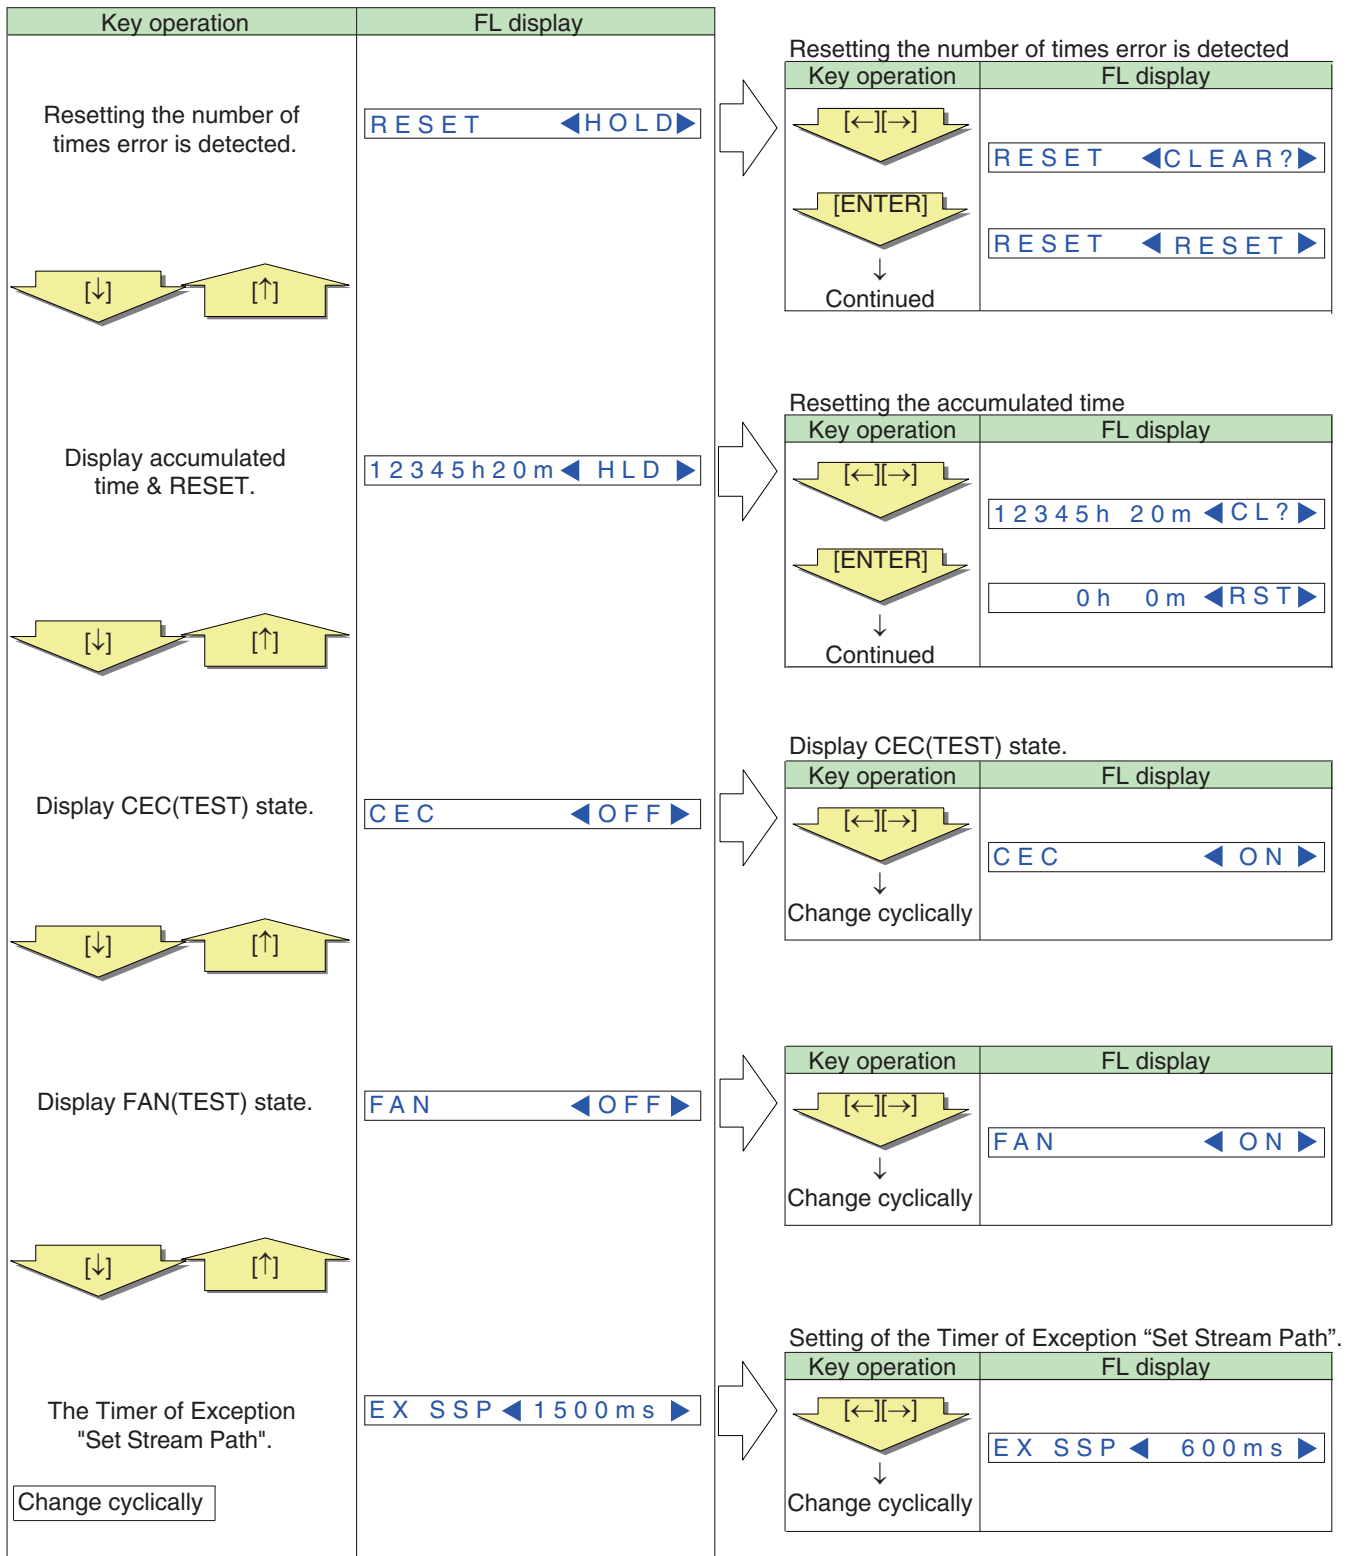 Key operation FL display
Resetting the number of times error is detected
Key operation FL display
Resetting the number of
times error is detected.
RESET ◀HOLD▶
[←][→]
RESET ◀CLEAR?▶
[ENTER]
RESET ◀ RESET ▶
↓
Continued
[↓] [↑]
Resetting the accumulated time
Key operation FL display
Display accumulated
time & RESET.
12345h20m◀ HLD ▶
[←][→]
12345h 20m ◀CL?▶
[ENTER]
0h 0m ◀RST▶
↓
Continued
[↓] [↑]
Display CEC(TEST) state.
Key operation FL display
Display CEC(TEST) state.
CEC ◀OFF▶
[←][→]
CEC ◀ ON ▶
↓
Change cyclically
[↓] [↑]
Key operation FL display
Display FAN(TEST) state.
FAN ◀OFF▶
[←][→]
FAN ◀ ON ▶
↓
Change cyclically
[↓] [↑]
Setting of the Timer of Exception “Set Stream Path”.
Key operation FL display
The Timer of Exception
"Set Stream Path".
EX SSP◀1500ms ▶
[←][→]
EX SSP◀ 600ms ▶
↓
Change cyclically
Change cyclically